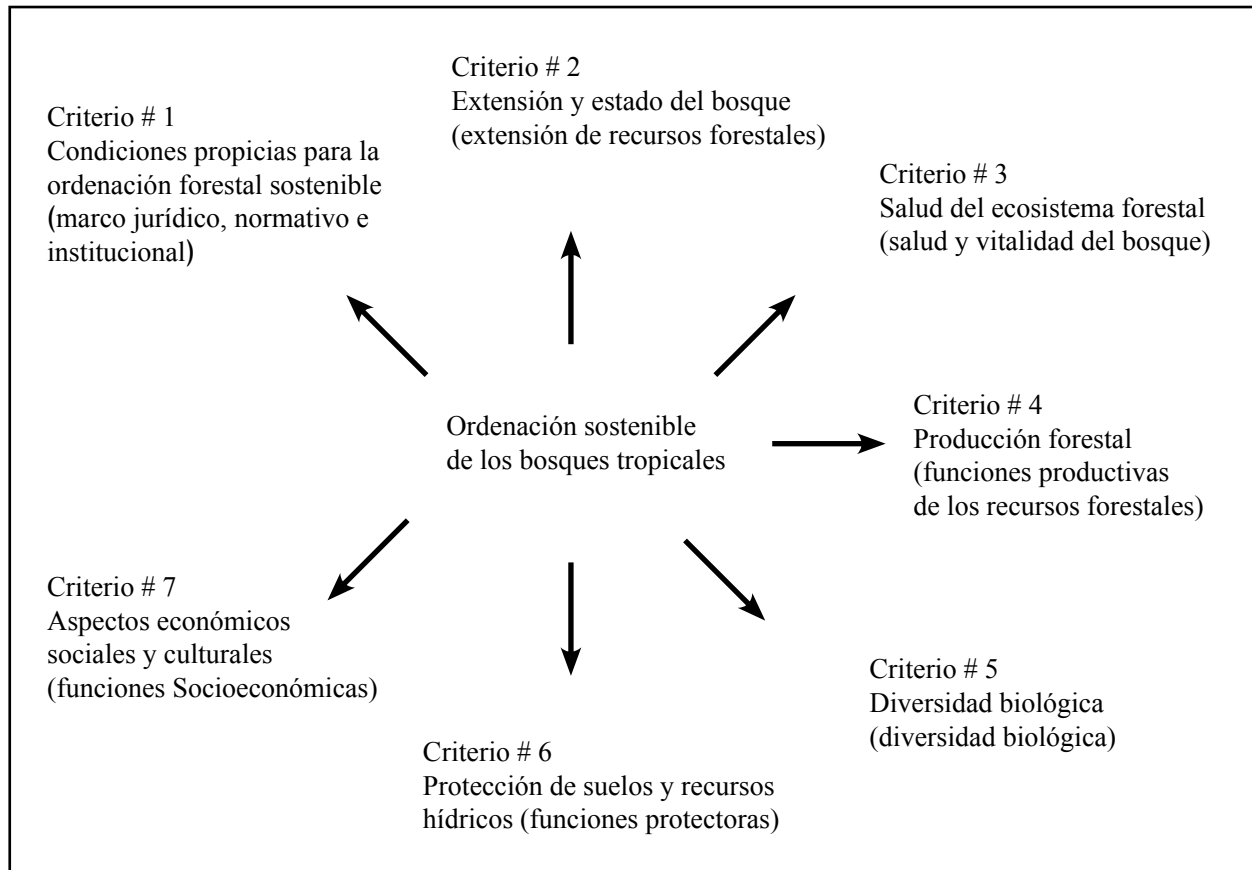 Criterio # 1
Condiciones propicias para la
ordenación forestal sostenible
(marco jurídico, normativo e
institucional)
Criterio # 2
Extensión y estado del bosque
(extensión de recursos forestales)
Criterio # 3
Salud del ecosistema forestal
(salud y vitalidad del bosque)
Ordenación sostenible
de los bosques tropicales
Criterio # 4
Producción forestal
(funciones productivas
de los recursos forestales)
Criterio # 7
Aspectos económicos
sociales y culturales
(funciones Socioeconómicas)
Criterio # 6
Protección de suelos y recursos
hídricos (funciones protectoras)
Criterio # 5
Diversidad biológica
(diversidad biológica)